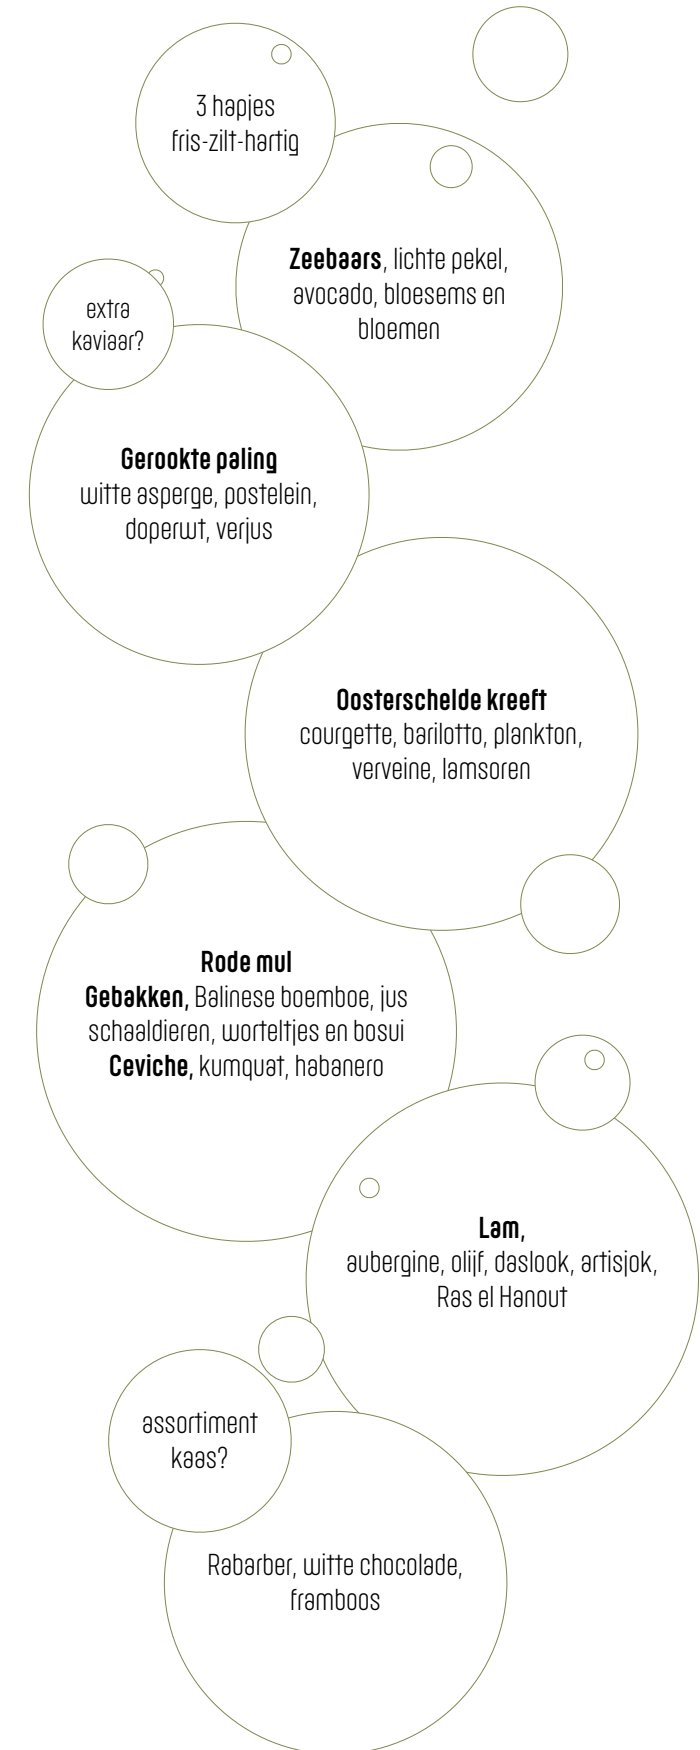 3 hapjes
fris-zilt-hartig
Zeebaars, lichte pekel,
avocado, bloesems en
bloemen
extra
kaviaar?
Gerookte paling
witte asperge, postelein,
doperwt, verjus
Oosterschelde kreeft
courgette, barilotto, plankton,
verveine, lamsoren
Rode mul
Gebakken, Balinese boemboe, jus
schaaldieren, worteltjes en bosui
Ceviche, kumquat, habanero
Lam,
aubergine, olijf, daslook, artisjok,
Ras el Hanout
assortiment
kaas?
Rabarber, witte chocolade,
framboos